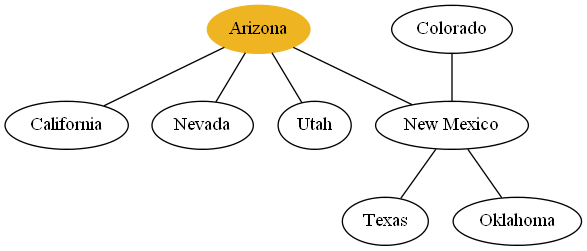 Arizona
Colorado
California
Nevada
Utah
New Mexico
Texas
Oklahoma